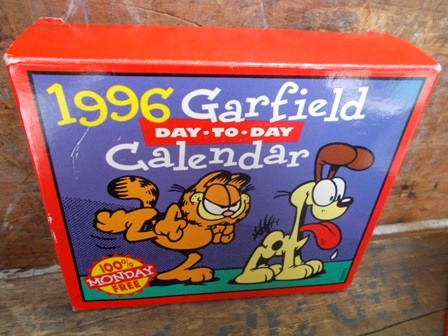 1996 Garfield
DAY•TO•DAY
Calendar
100%
MONDAY
FREE